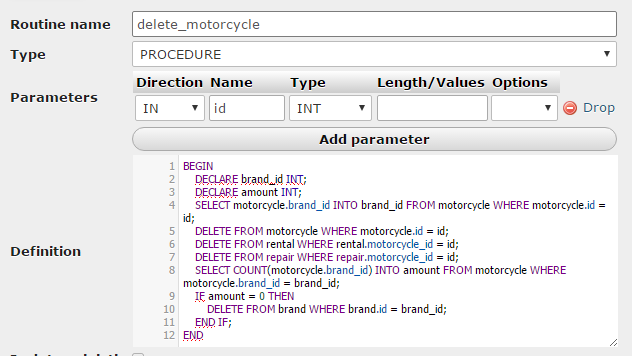 Routine name delete_motorcycle
Type PROCEDURE
Direction Name Type Length/Values Options
Parameters IN id INT Drop
Add parameter
1 BEGIN
2 DECLARE brand_id INT;
3 DECLARE amount INT;
4 SELECT motorcycle.brand_id INTO brand_id FROM motorcycle WHERE motorcycle.id =
id;
5 DELETE FROM motorcycle WHERE motorcycle.id = id;
6 DELETE FROM rental WHERE rental.motorcycle_id = id;
7 DELETE FROM repair WHERE repair.motorcycle_id = id;
8 SELECT COUNT(motorcycle.brand_id) INTO amount FROM motorcycle WHERE
motorcycle.brand_id = brand_id;
Definition
9 IF amount = 0 THEN
10 DELETE FROM brand WHERE brand.id = brand_id;
11 END IF;
12 END